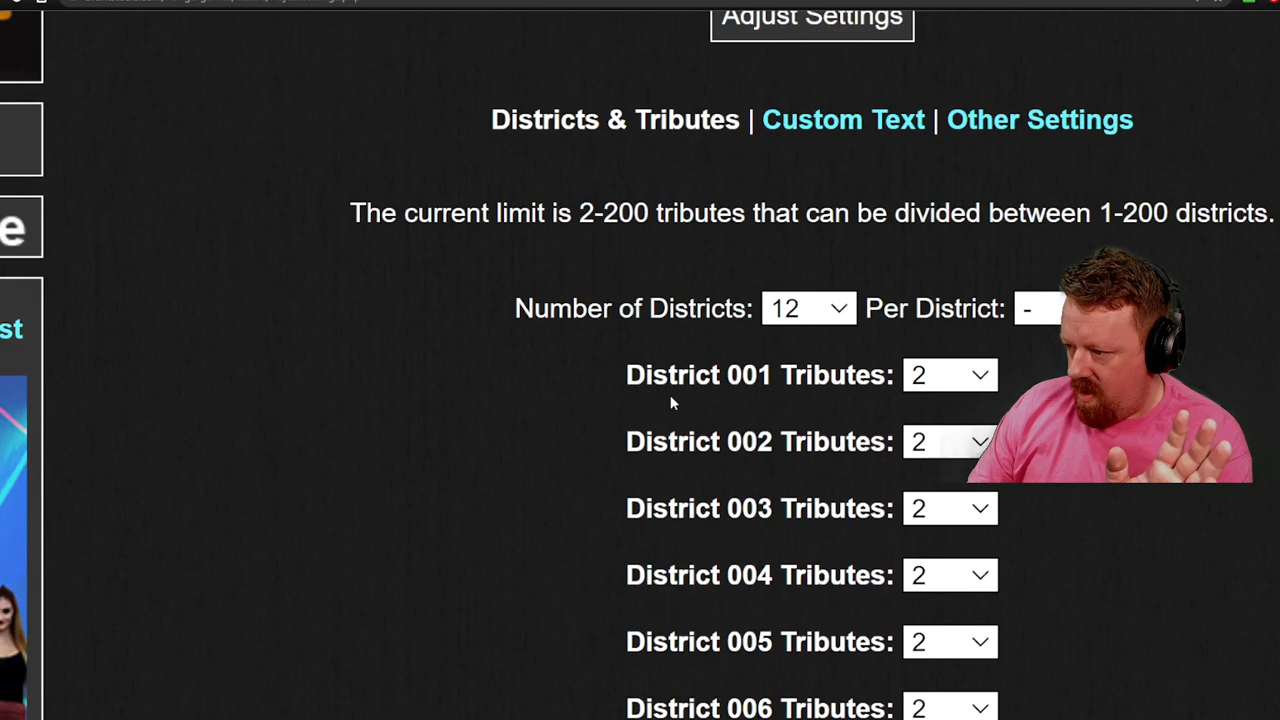 Adjust Settings
Districts & Tributes | Custom Text | Other Settings
The current limit is 2-200 tributes that can be divided between 1-200 districts.
e
Number of Districts: 12 Per District: -
st
District 001 Tributes: 2
District 002 Tributes: 2
District 003 Tributes: 2
District 004 Tributes: 2
District 005 Tributes: 2
District 006 Tributes: 2